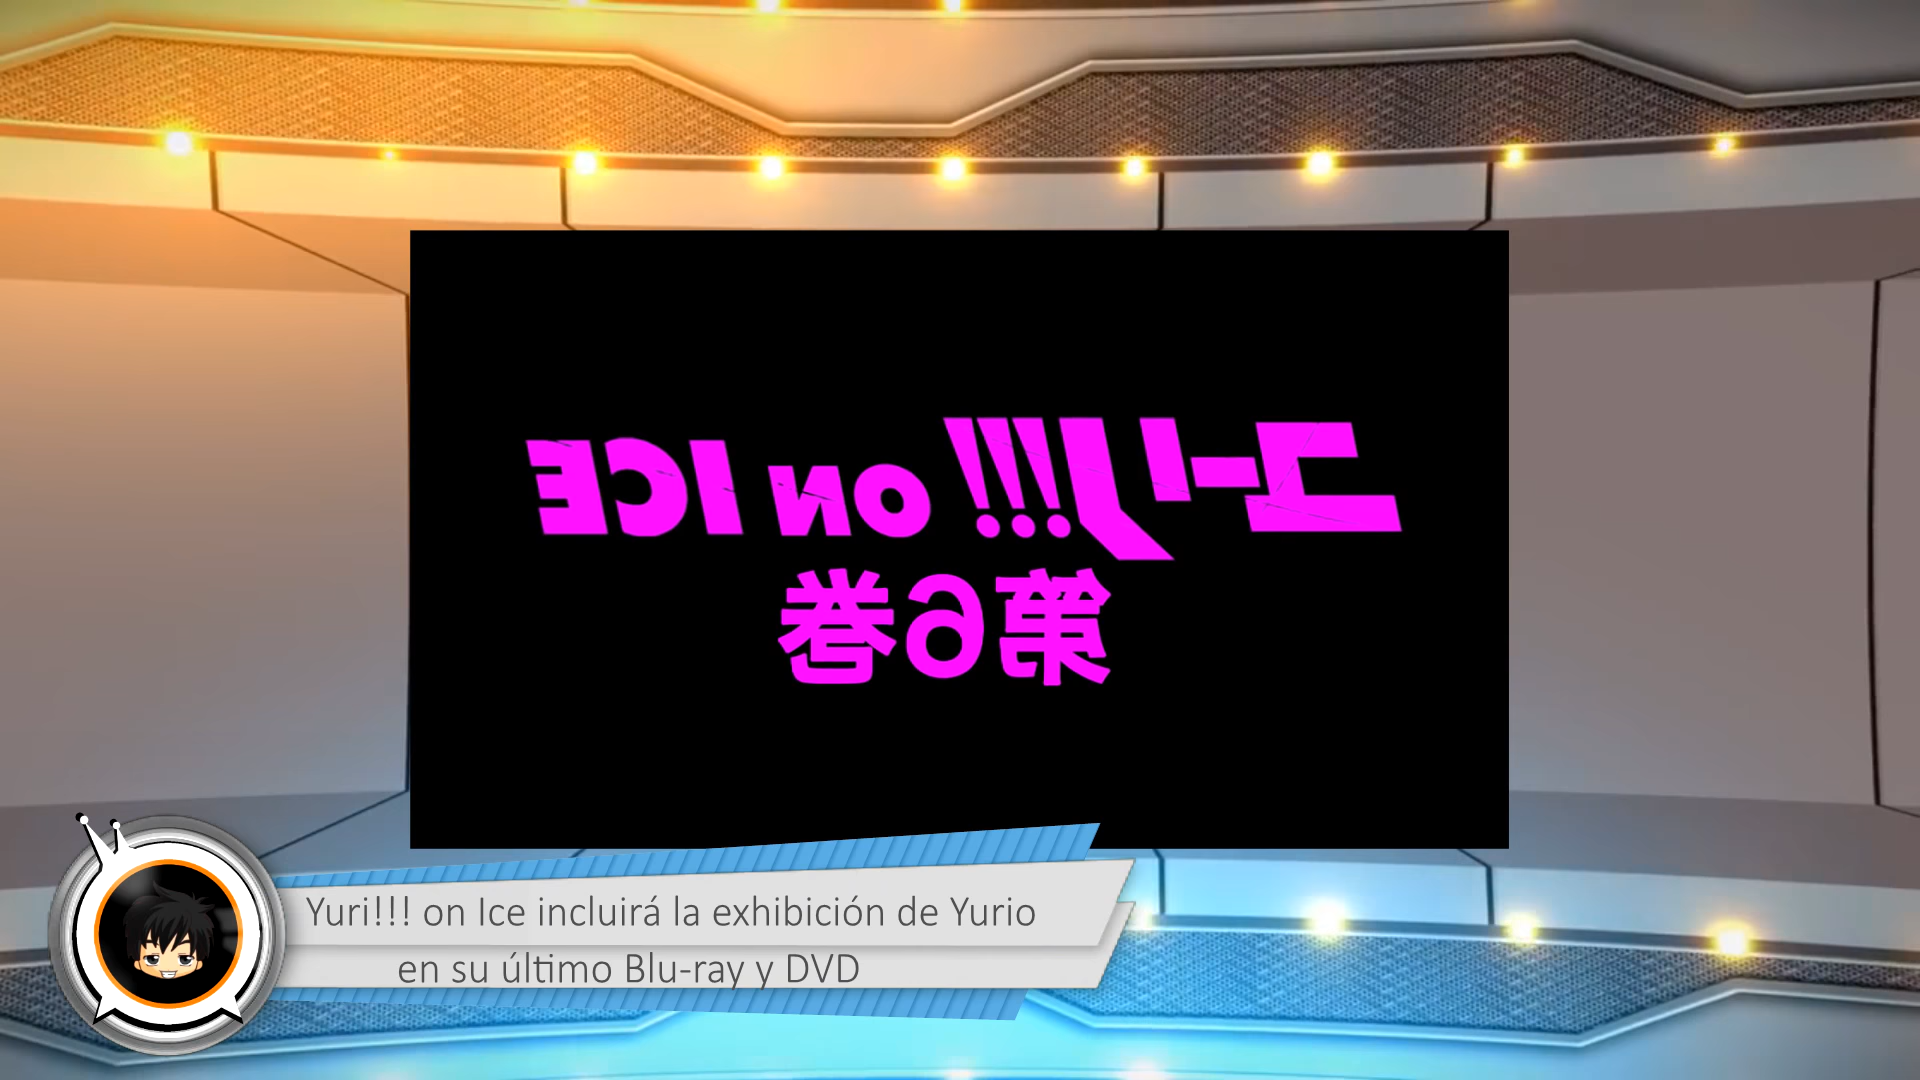 ユーリ!!! on ICE
第6巻
Yuri!!! on Ice incluirá la exhibición de Yurio
en su último Blu-ray y DVD